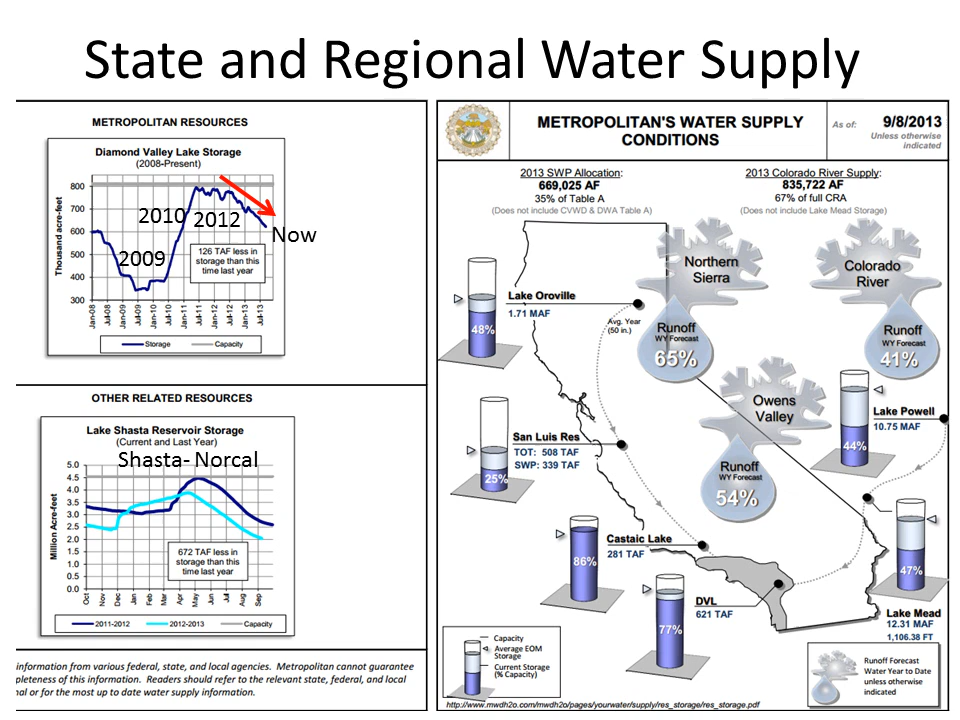 State and Regional Water Supply
METROPOLITAN RESOURCES
Diamond Valley Lake Storage
(2008-Present)
Thousand acre-feet
800
700
600
500
400
300
2009
2010
2012
Now
126 TAF less in
storage than this
time last year
Jan-08
Jul-08
Jan-09
Jul-09
Jan-10
Jul-10
Jan-11
Jul-11
Jan-12
Jul-12
Jan-13
Jul-13
Storage
Capacity
OTHER RELATED RESOURCES
Lake Shasta Reservoir Storage
(Current and Last Year)
Shasta- Norcal
Million Acre-feet
5.0
4.5
4.0
3.5
3.0
2.5
2.0
1.5
1.0
0.5
0.0
672 TAF less in
storage than this
time last year
Oct
Nov
Dec
Jan
Feb
Mar
Apr
May
Jun
Jul
Aug
Sep
2011-2012
2012-2013
Capacity
information from various federal, state, and local agencies. Metropolitan cannot guarantee
pleteness of this information. Readers should refer to the relevant state, federal, and local
al or for the most up to date water supply information.
METROPOLITAN'S WATER SUPPLY
CONDITIONS
As of:
9/8/2013
Unless otherwise
indicated
2013 SWP Allocation:
669,025 AF
35% of Table A
(Does not include CVWD & DWA Table A)
2013 Colorado River Supply:
835,722 AF
67% of full CRA
(Does not include Lake Mead Storage)
Northern
Sierra
Runoff
WY Forecast
65%
Colorado
River
Runoff
WY Forecast
41%
Lake Oroville
1.71 MAF
48%
Avg. Year
(50 in.)
Owens
Valley
Runoff
WY Forecast
54%
Lake Powell
10.75 MAF
44%
San Luis Res
TOT: 508 TAF
SWP: 339 TAF
25%
Castaic Lake
281 TAF
86%
DVL
621 TAF
77%
47%
Lake Mead
12.31 MAF
1,106.38 FT
Capacity
Average EOM
Storage
Current Storage
(% Capacity)
Runoff Forecast
Water Year to Date
unless otherwise
indicated
http://www.mwdh2o.com/mwdh2o/pages/yourwater/supply/res_storage/res_storage.pdf